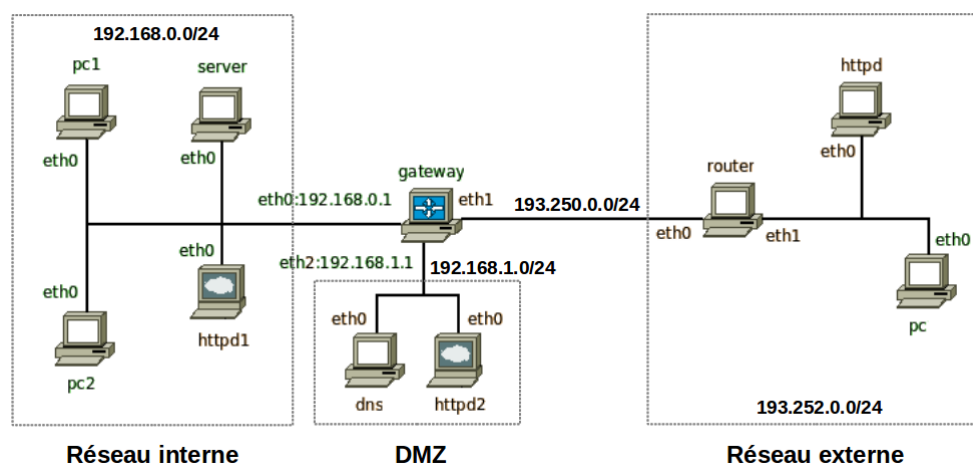 192.168.0.0/24
pc1
server
eth0
eth0
eth0:192.168.0.1
eth0
eth0
httpd1
pc2
Réseau interne
gateway
eth1
193.250.0.0/24
eth2:192.168.1.1
192.168.1.0/24
eth0
eth0
dns
httpd2
DMZ
httpd
eth0
router
eth0
eth1
eth0
pc
193.252.0.0/24
Réseau externe